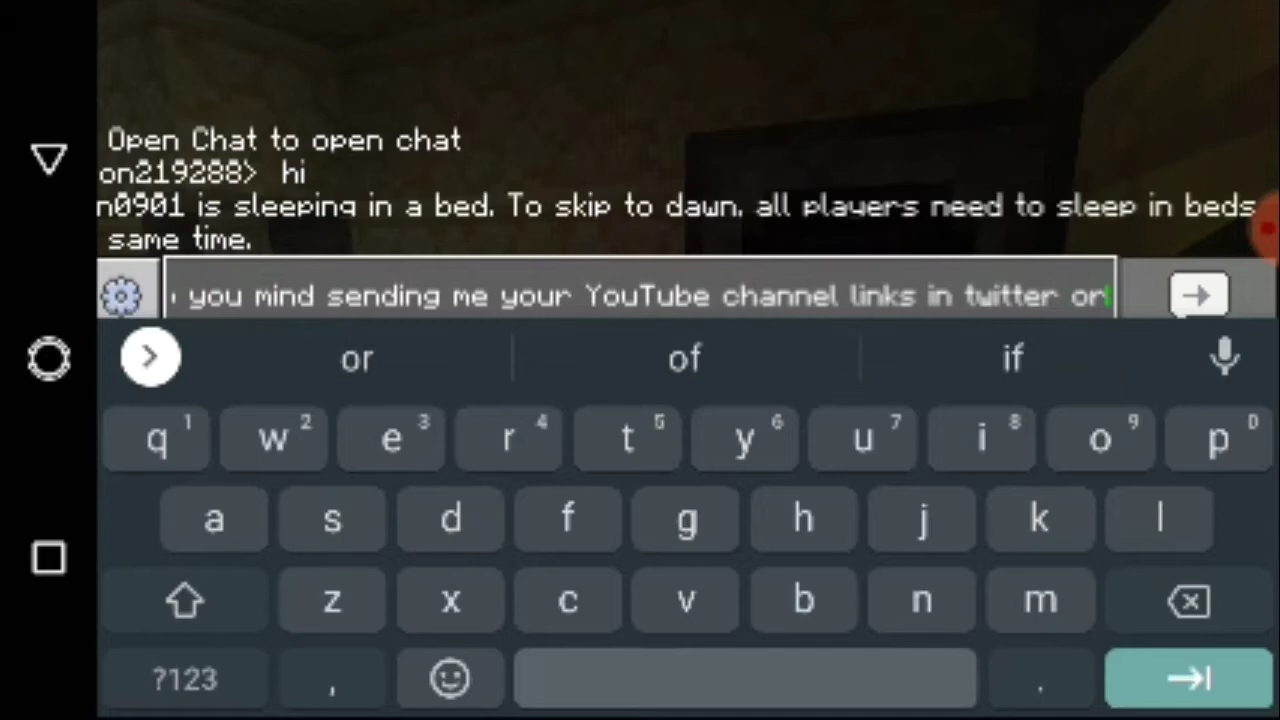 Open Chat to open chat
on219288> hi
n0901 is sleeping in a bed. To skip to dawn, all players need to sleep in beds
same time.
you mind sending me your YouTube channel links in twitter or
or of if
q 1 w 2 e 3 r 4 t 5 y 6 u 7 i 8 o 9 p 0
a s d f g h j k l
z x c v b n m
?123 , .